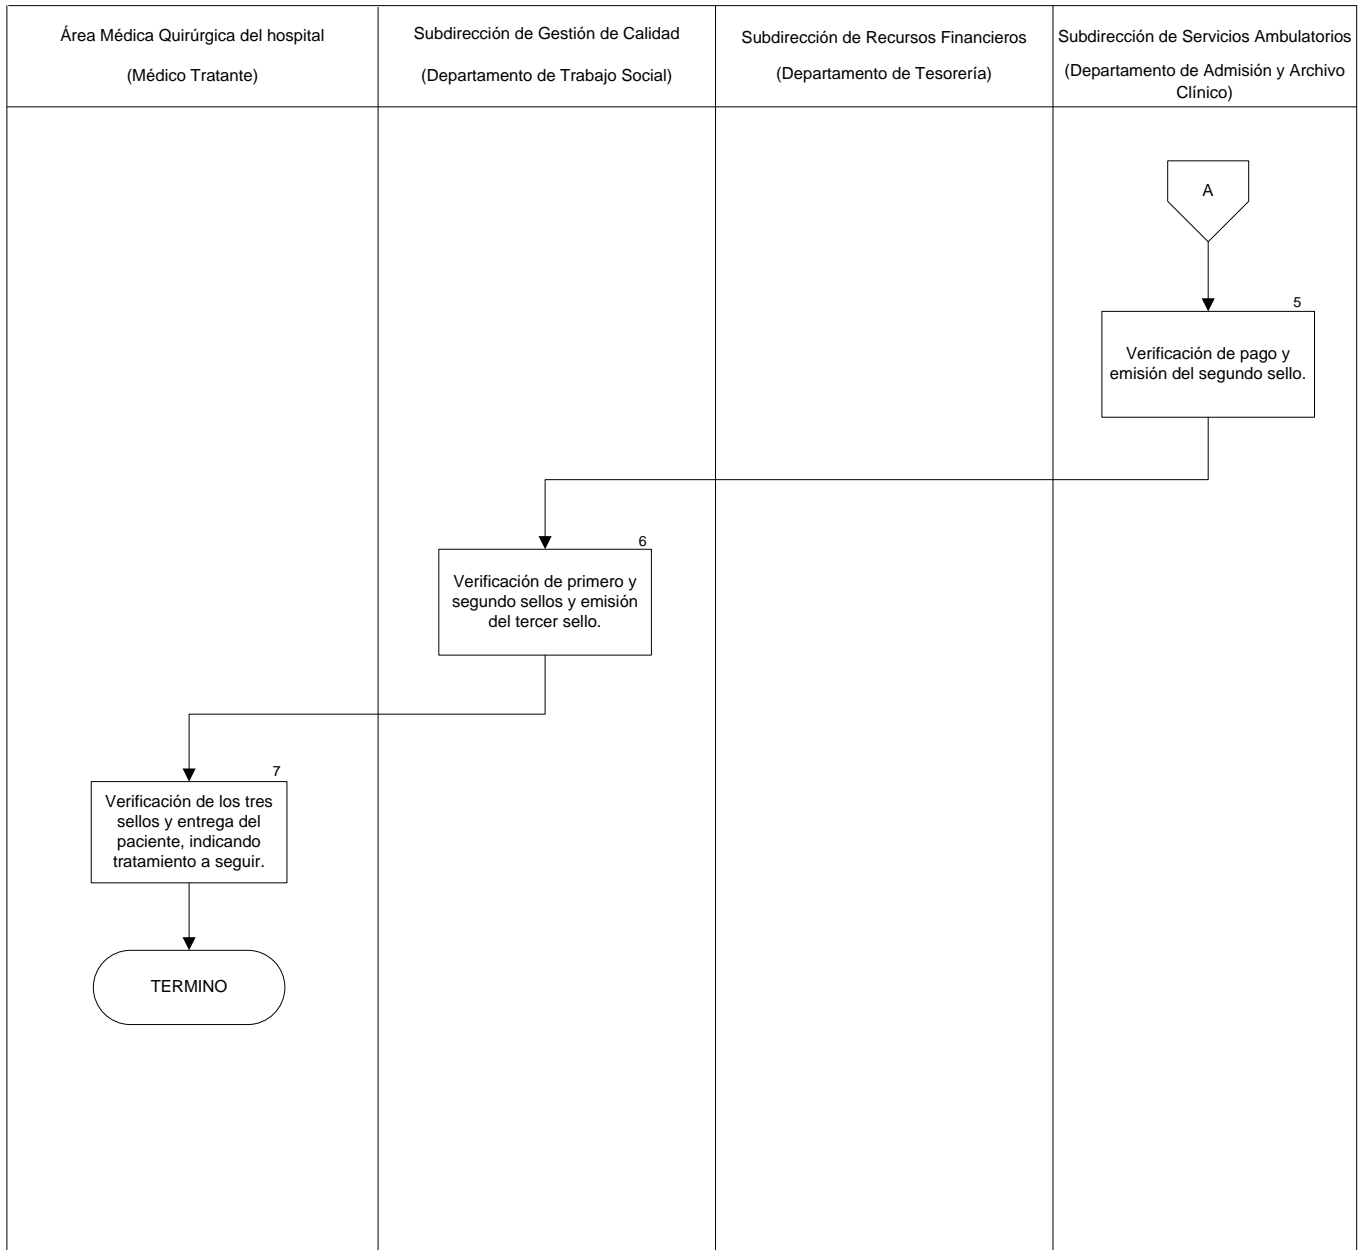 Área Médica Quirúrgica del hospital
(Médico Tratante)
Subdirección de Gestión de Calidad
(Departamento de Trabajo Social)
Subdirección de Recursos Financieros
(Departamento de Tesorería)
Subdirección de Servicios Ambulatorios
(Departamento de Admisión y Archivo
Clínico)
A
5
Verificación de pago y
emisión del segundo sello.
6
Verificación de primero y
segundo sellos y emisión
del tercer sello.
7
Verificación de los tres
sellos y entrega del
paciente, indicando
tratamiento a seguir.
TERMINO